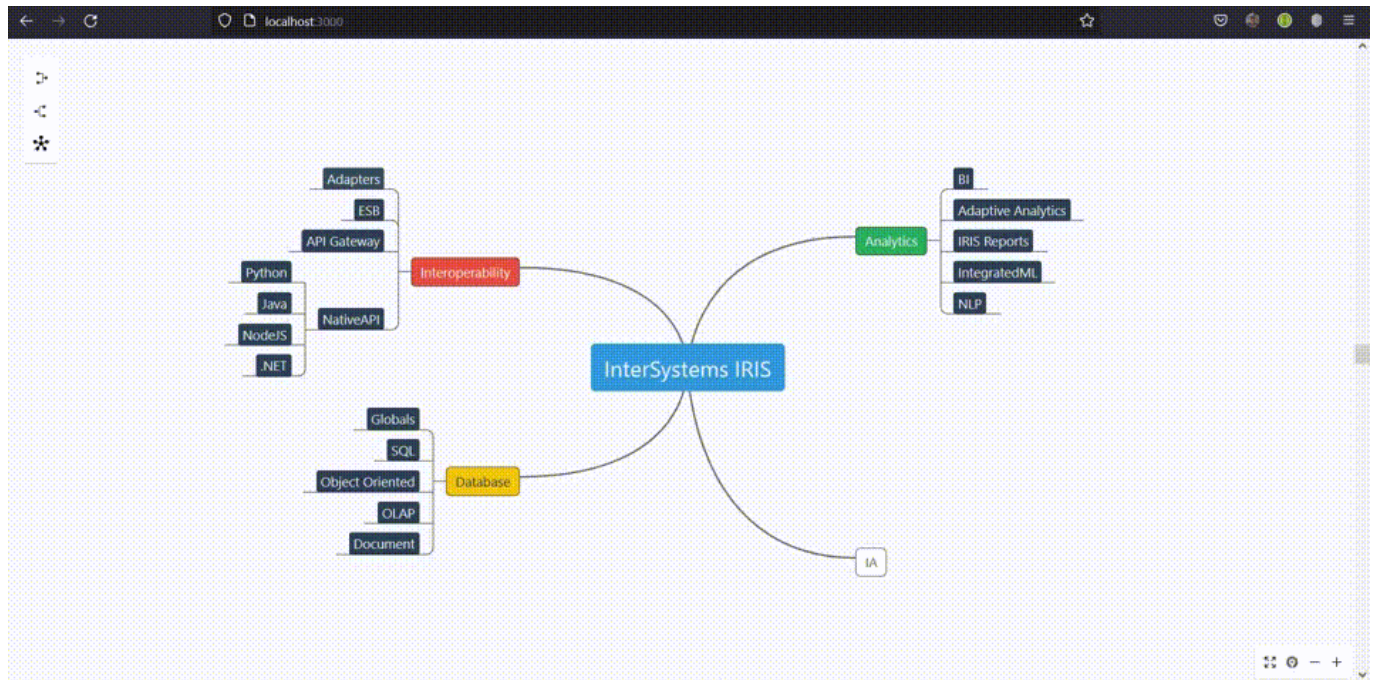 localhost:3000
Adapters
ESB
API Gateway
Interoperability
Python
Java
NativeAPI
NodeJS
.NET
InterSystems IRIS
Globals
SQL
Object Oriented
Database
OLAP
Document
BI
Adaptive Analytics
Analytics
IRIS Reports
IntegratedML
NLP
IA